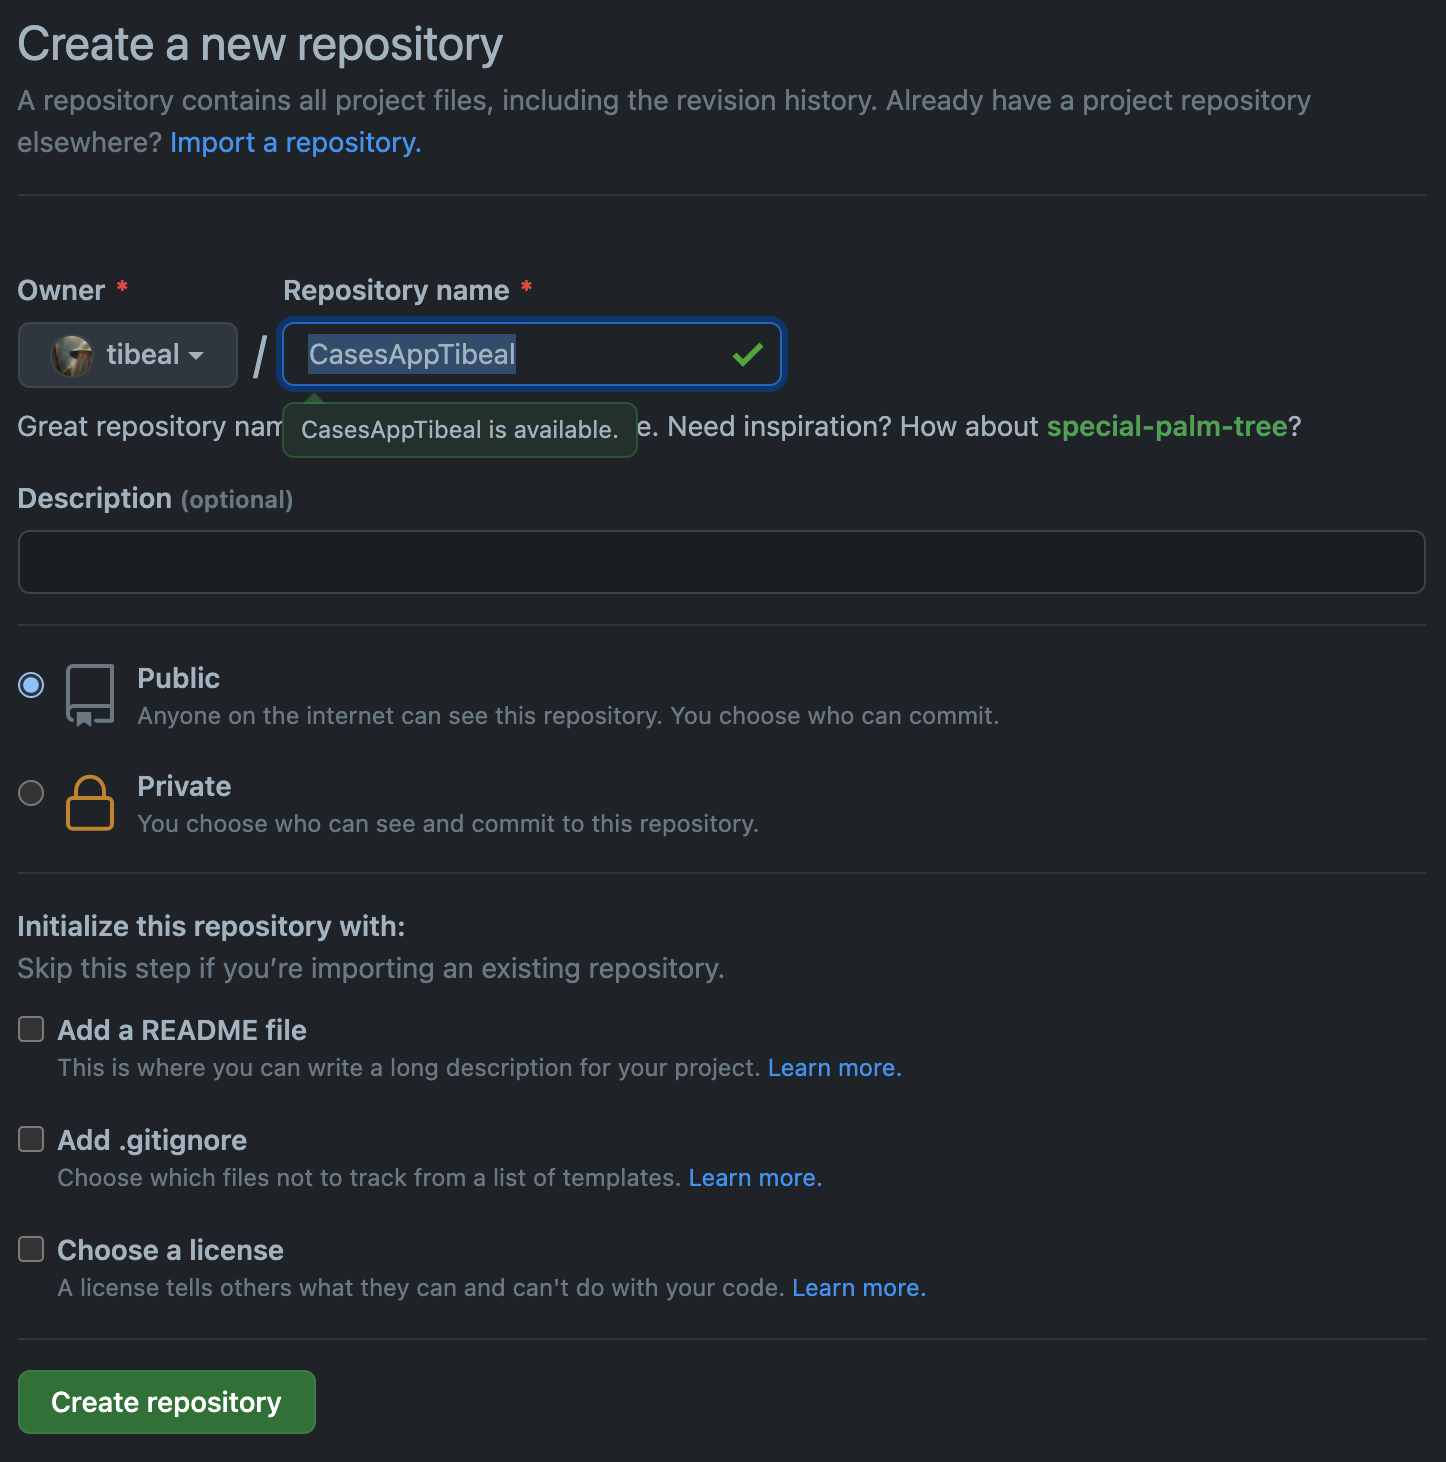 Create a new repository
A repository contains all project files, including the revision history. Already have a project repository
elsewhere? Import a repository.
Owner * Repository name *
tibeal / CasesAppTibeal
Great repository nam e. Need inspiration? How about special-palm-tree?
CasesAppTibeal is available.
Description (optional)
Public
Anyone on the internet can see this repository. You choose who can commit.
Private
You choose who can see and commit to this repository.
Initialize this repository with:
Skip this step if you’re importing an existing repository.
Add a README file
This is where you can write a long description for your project. Learn more.
Add .gitignore
Choose which files not to track from a list of templates. Learn more.
Choose a license
A license tells others what they can and can't do with your code. Learn more.
Create repository